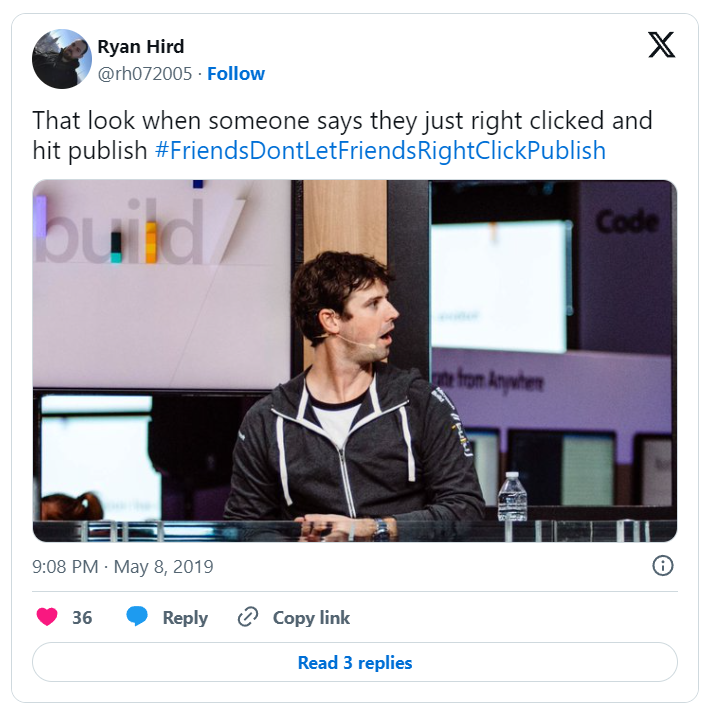 Ryan Hird
@rh072005 · Follow
That look when someone says they just right clicked and
hit publish #FriendsDontLetFriendsRightClickPublish
build
Code
from Anywhere
9:08 PM · May 8, 2019
36 Reply Copy link
Read 3 replies